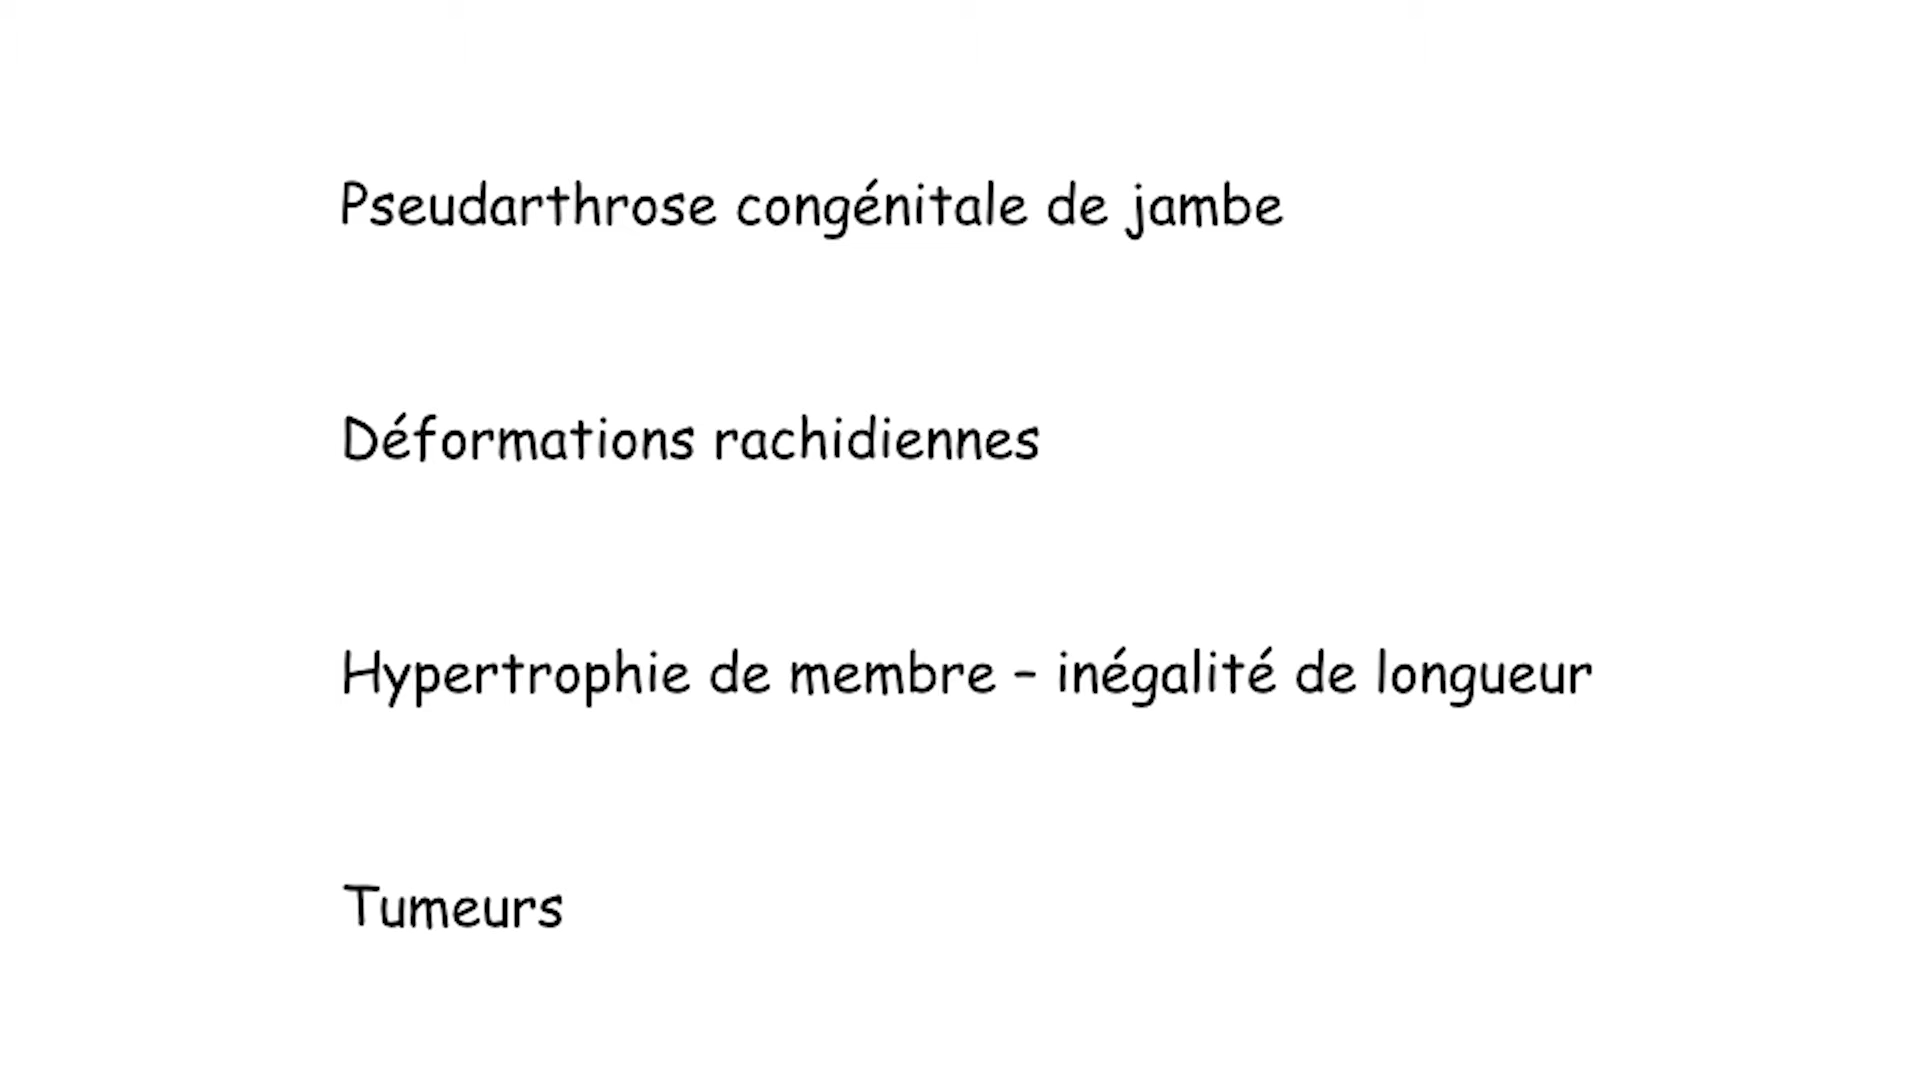 Pseudarthrose congénitale de jambe
Déformations rachidiennes
Hypertrophie de membre – inégalité de longueur
Tumeurs